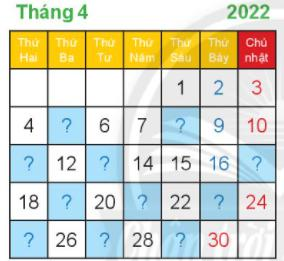 Tháng 4 2022
Thứ Hai Thứ Ba Thứ Tư Thứ Năm Thứ Sáu Thứ Bảy Chủ nhật
1 2 3
4 ? 6 7 ? 9 10
? 12 ? 14 15 16 ?
18 ? 20 ? 22 ? 24
? 26 ? 28 ? 30